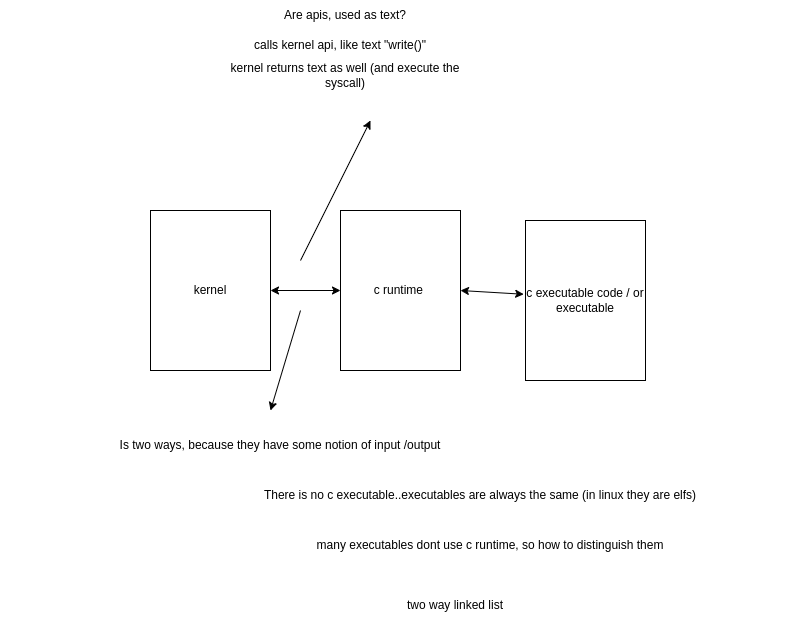 Are apis, used as text?
calls kernel api, like text "write()"
kernel returns text as well (and execute the
syscall)
kernel
c runtime
c executable code / or
executable
Is two ways, because they have some notion of input /output
There is no c executable..executables are always the same (in linux they are elfs)
many executables dont use c runtime, so how to distinguish them
two way linked list